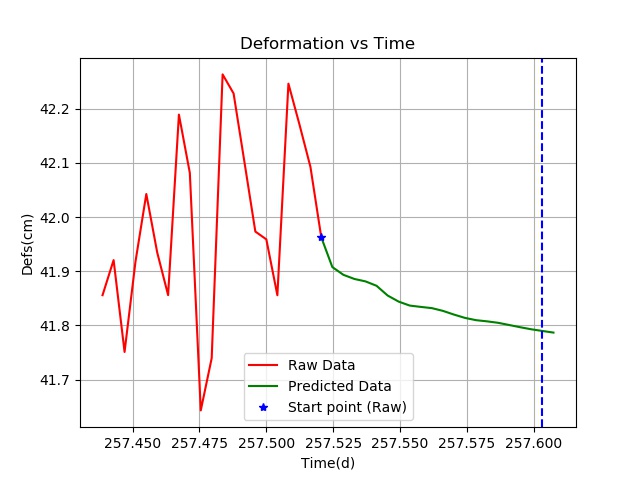 Deformation vs Time
42.2
42.1
42.0
41.9
41.8
41.7
Defs(cm)
Raw Data
Predicted Data
Start point (Raw)
257.450 257.475 257.500 257.525 257.550 257.575 257.600
Time(d)